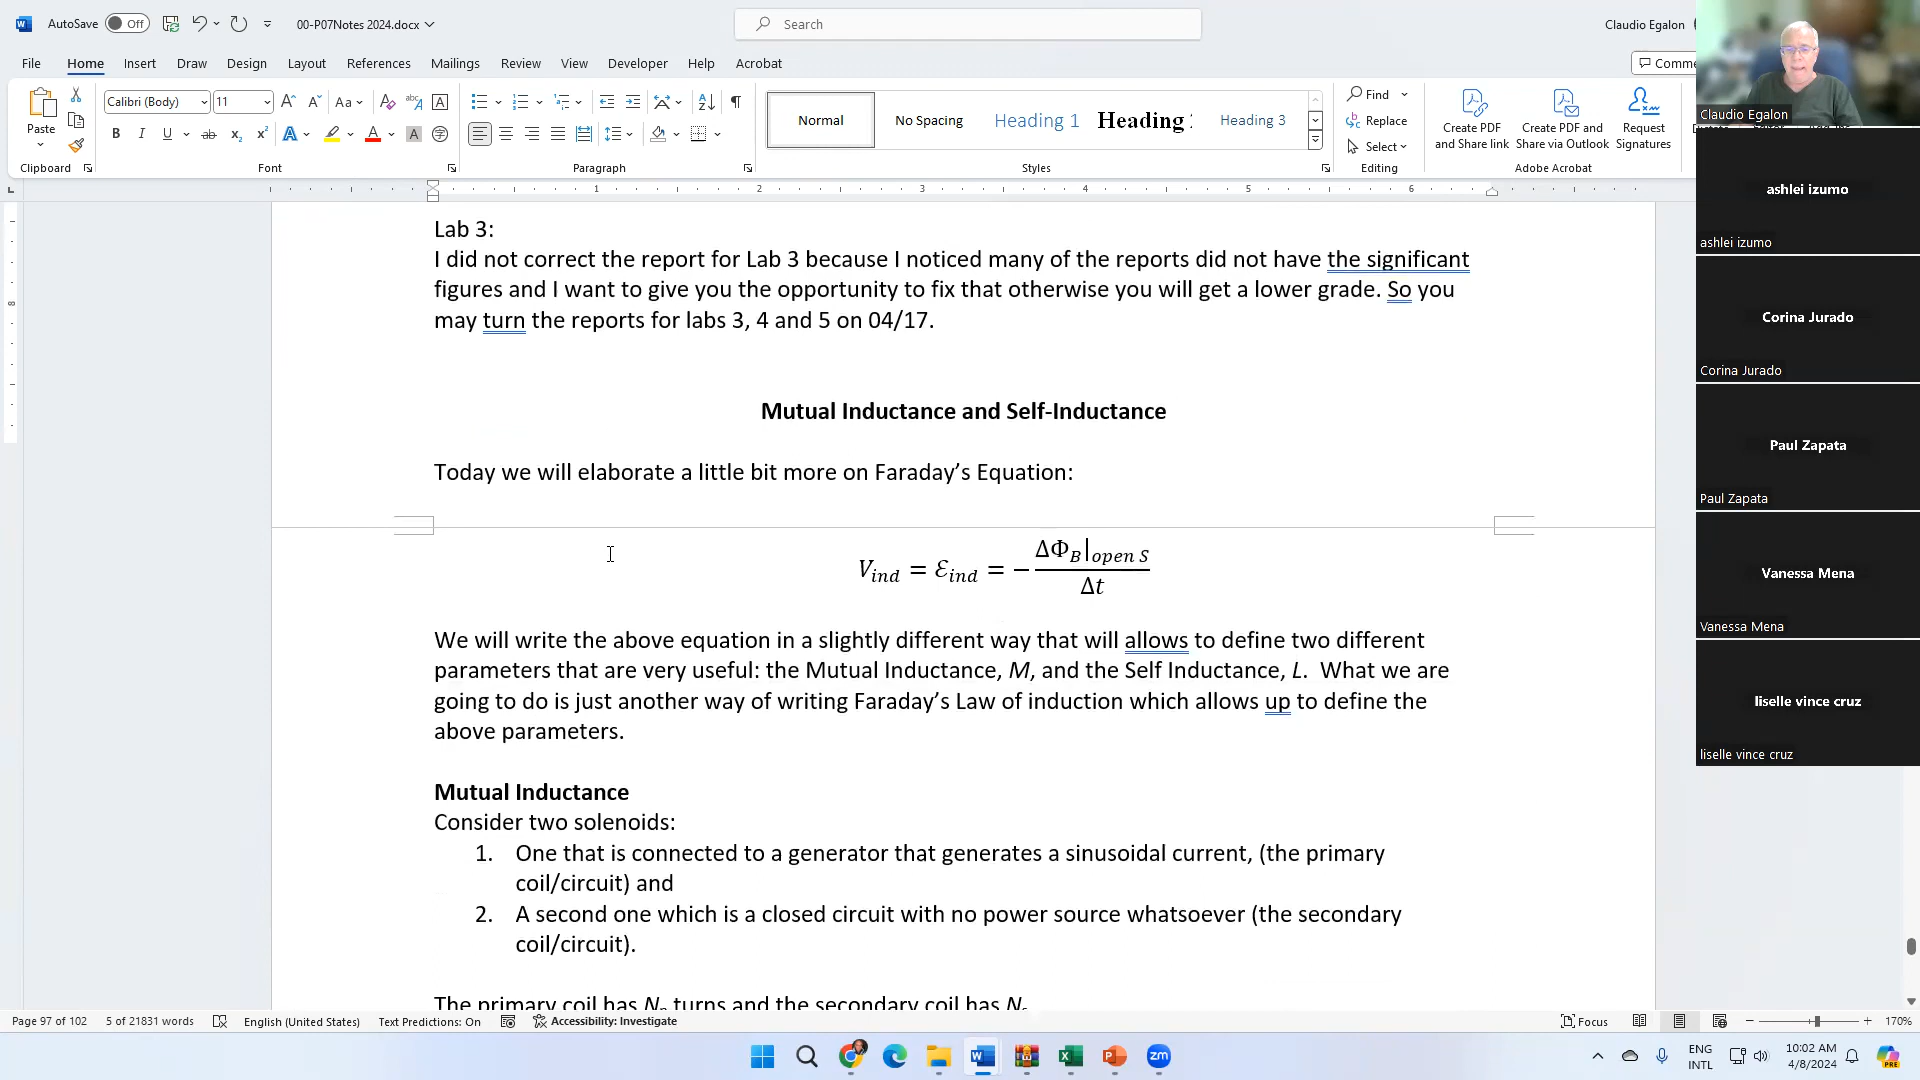 AutoSave Off 00-P07Notes 2024.docx Search Claudio Egalon
File Home Insert Draw Design Layout References Mailings Review View Developer Help Acrobat
Paste Clipboard
Calibri (Body) 11 Font
Paragraph
Normal No Spacing Heading 1 Heading Heading 3 Styles
Find Replace Select Editing
Create PDF and Share link Create PDF and Share via Outlook Request Signatures Adobe Acrobat
Lab 3:
I did not correct the report for Lab 3 because I noticed many of the reports did not have the significant
figures and I want to give you the opportunity to fix that otherwise you will get a lower grade. So you
may turn the reports for labs 3, 4 and 5 on 04/17.
Mutual Inductance and Self-Inductance
Today we will elaborate a little bit more on Faraday’s Equation:
V_ind = ℰ_ind = − ΔΦ_B|_open S / Δt
We will write the above equation in a slightly different way that will allows to define two different
parameters that are very useful: the Mutual Inductance, M, and the Self Inductance, L. What we are
going to do is just another way of writing Faraday’s Law of induction which allows up to define the
above parameters.
Mutual Inductance
Consider two solenoids:
1. One that is connected to a generator that generates a sinusoidal current, (the primary
coil/circuit) and
2. A second one which is a closed circuit with no power source whatsoever (the secondary
coil/circuit).
The primary coil has N turns and the secondary coil has N
Claudio Egalon
ashlei izumo
ashlei izumo
Corina Jurado
Corina Jurado
Paul Zapata
Paul Zapata
Vanessa Mena
Vanessa Mena
liselle vince cruz
liselle vince cruz
Page 97 of 102 5 of 21831 words English (United States) Text Predictions: On Accessibility: Investigate Focus 170%
ENG INTL 10:02 AM 4/8/2024